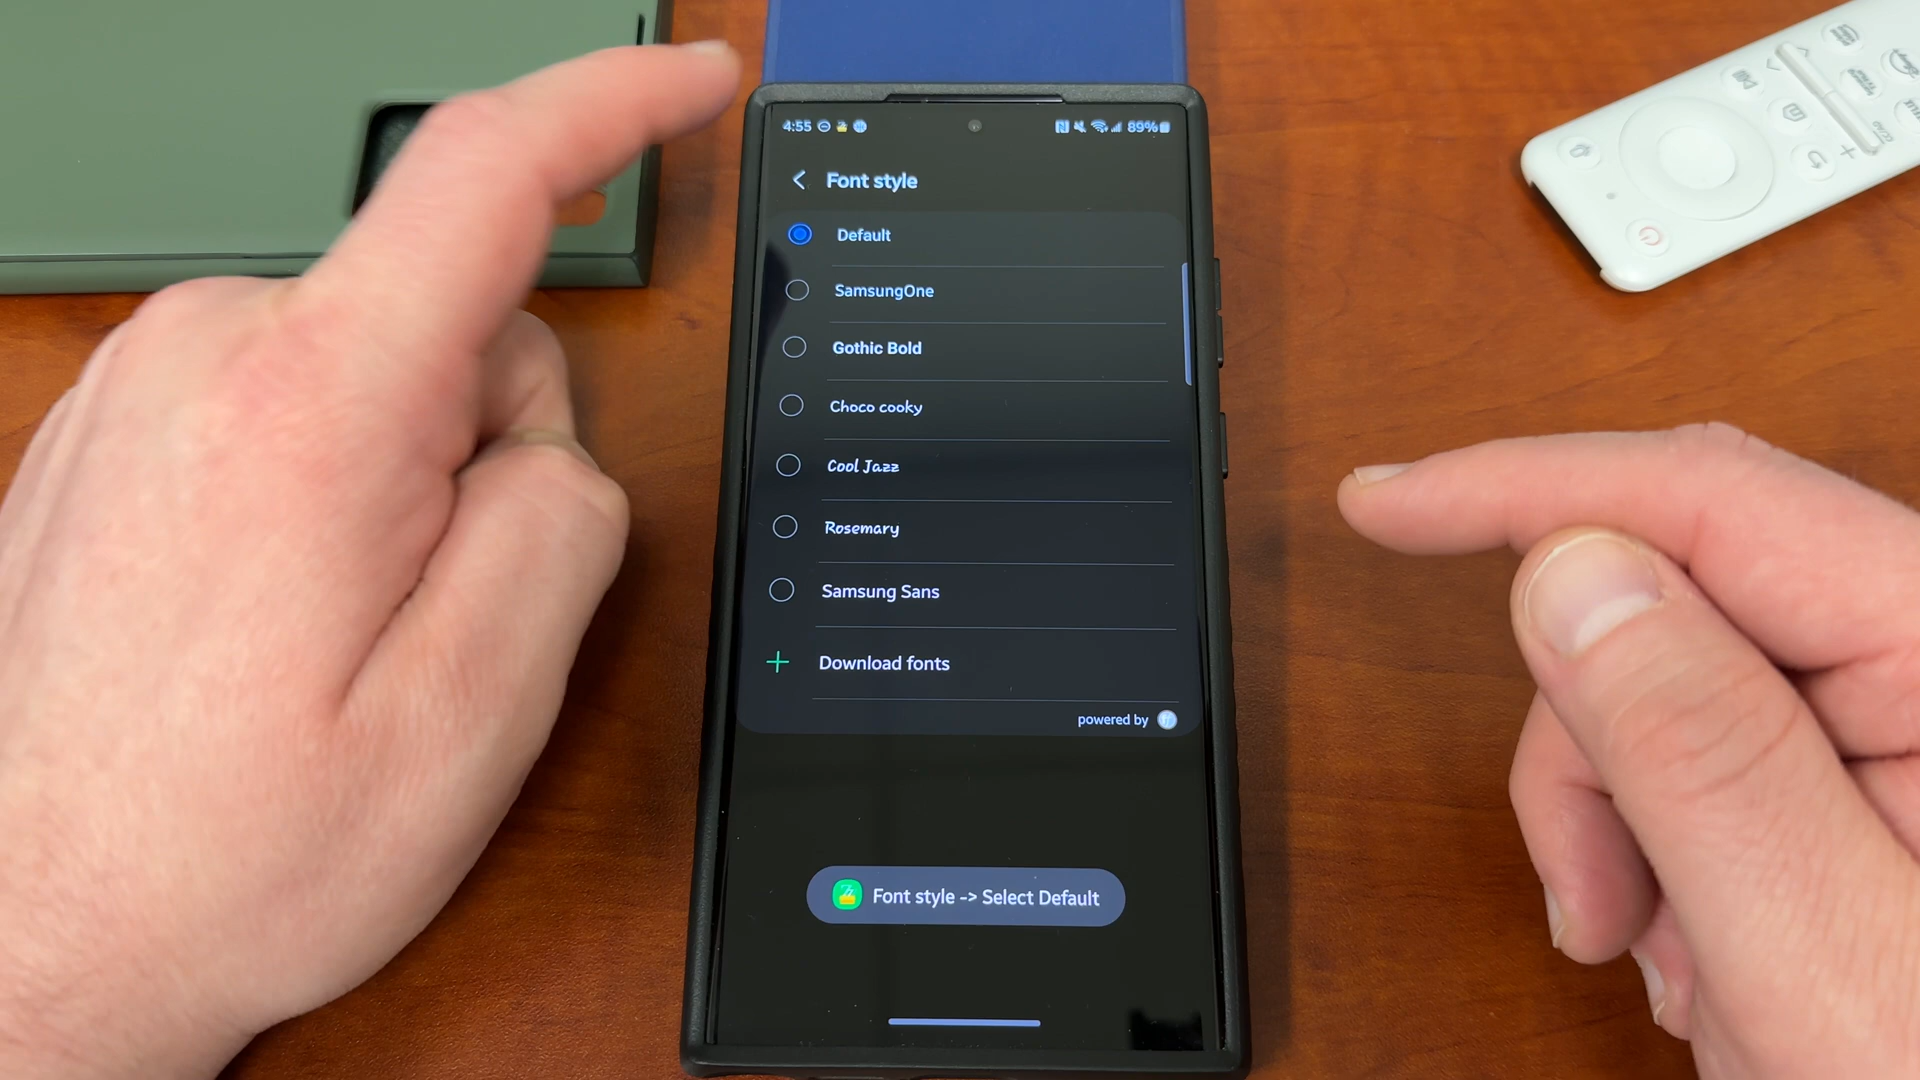 4:55
89%
Font style
Default
SamsungOne
Gothic Bold
Choco cooky
Cool Jazz
Rosemary
Samsung Sans
Download fonts
powered by
Font style -> Select Default